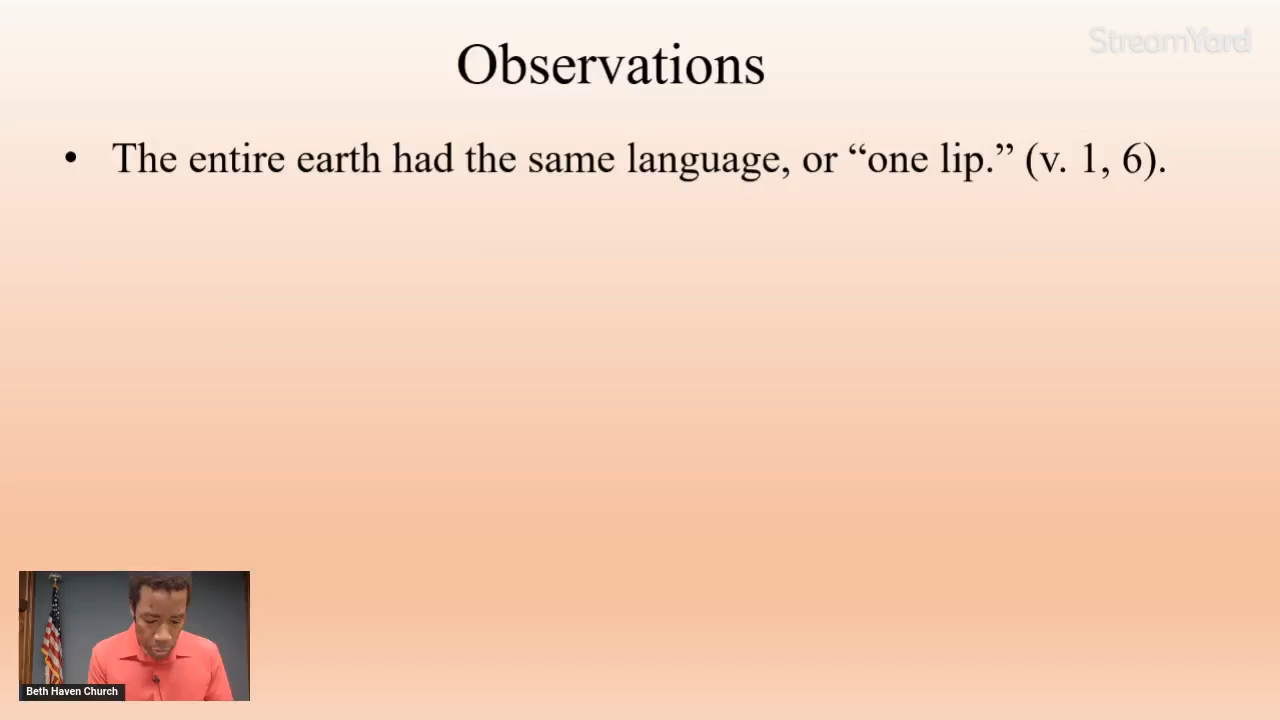 StreamYard
Observations
• The entire earth had the same language, or “one lip.” (v. 1, 6).
Beth Haven Church